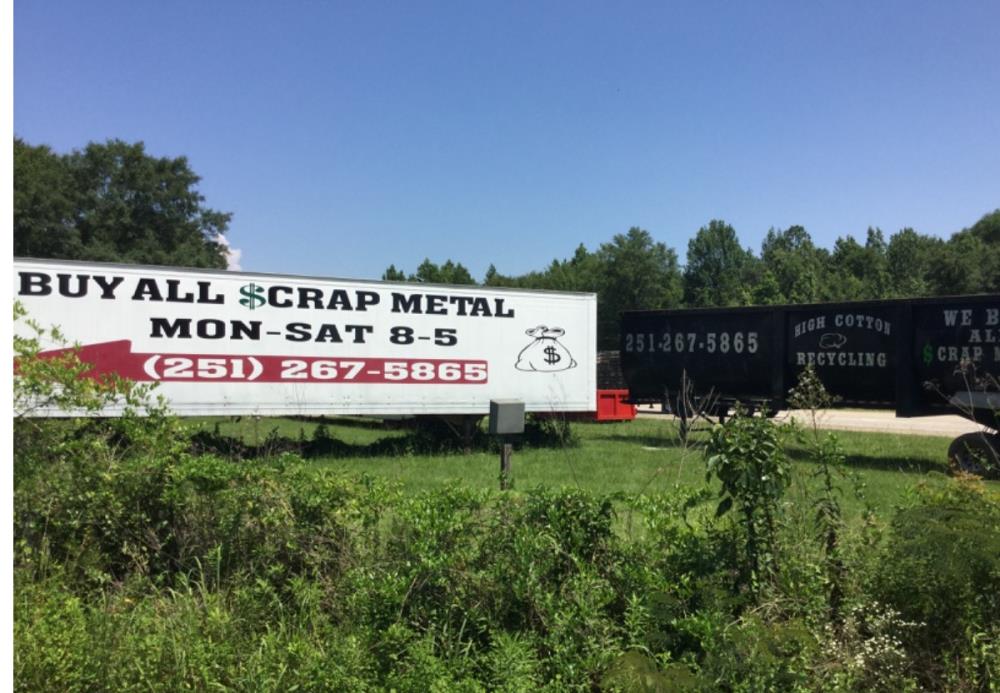 BUY ALL $CRAP METAL
MON-SAT 8-5
(251) 267-5865
$
251-267-5865
HIGH COTTON
RECYCLING
WE B
AL
$CRAP